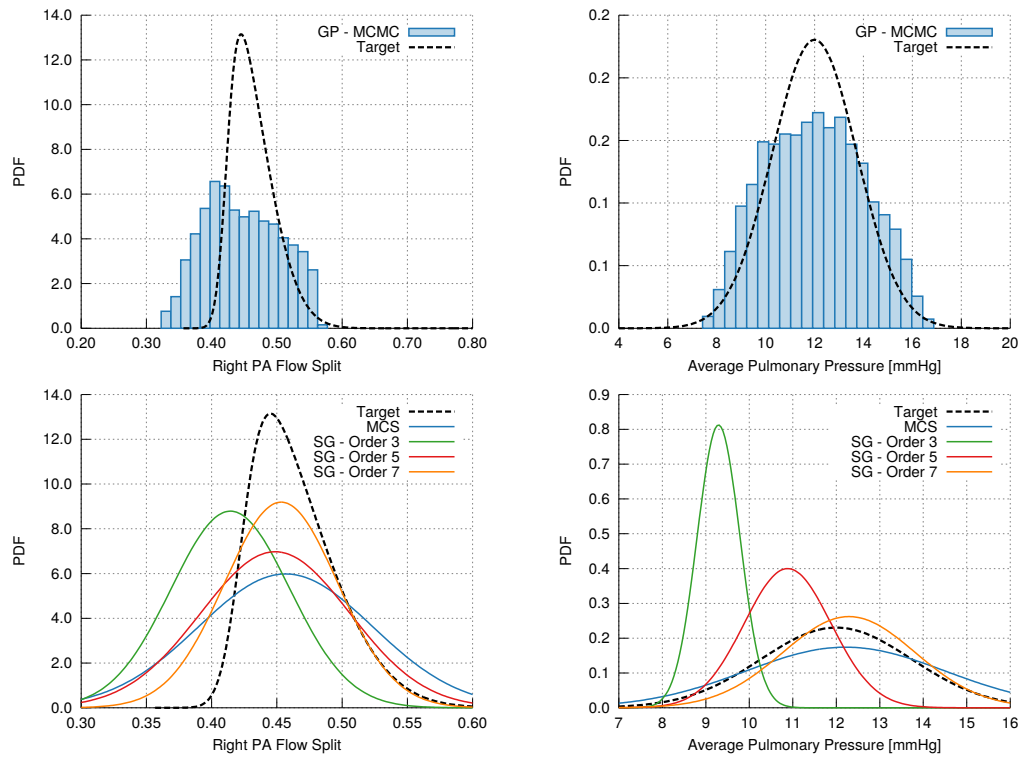 14.0
12.0
10.0
8.0
6.0
4.0
2.0
0.0
PDF
GP - MCMC
Target
0.20 0.30 0.40 0.50 0.60 0.70 0.80
Right PA Flow Split
0.2
0.2
0.2
0.1
0.1
0.0
PDF
GP - MCMC
Target
4 6 8 10 12 14 16 18 20
Average Pulmonary Pressure [mmHg]
14.0
12.0
10.0
8.0
6.0
4.0
2.0
0.0
PDF
Target
MCS
SG - Order 3
SG - Order 5
SG - Order 7
0.30 0.35 0.40 0.45 0.50 0.55 0.60
Right PA Flow Split
0.9
0.8
0.7
0.6
0.5
0.4
0.3
0.2
0.1
0.0
PDF
Target
MCS
SG - Order 3
SG - Order 5
SG - Order 7
7 8 9 10 11 12 13 14 15 16
Average Pulmonary Pressure [mmHg]